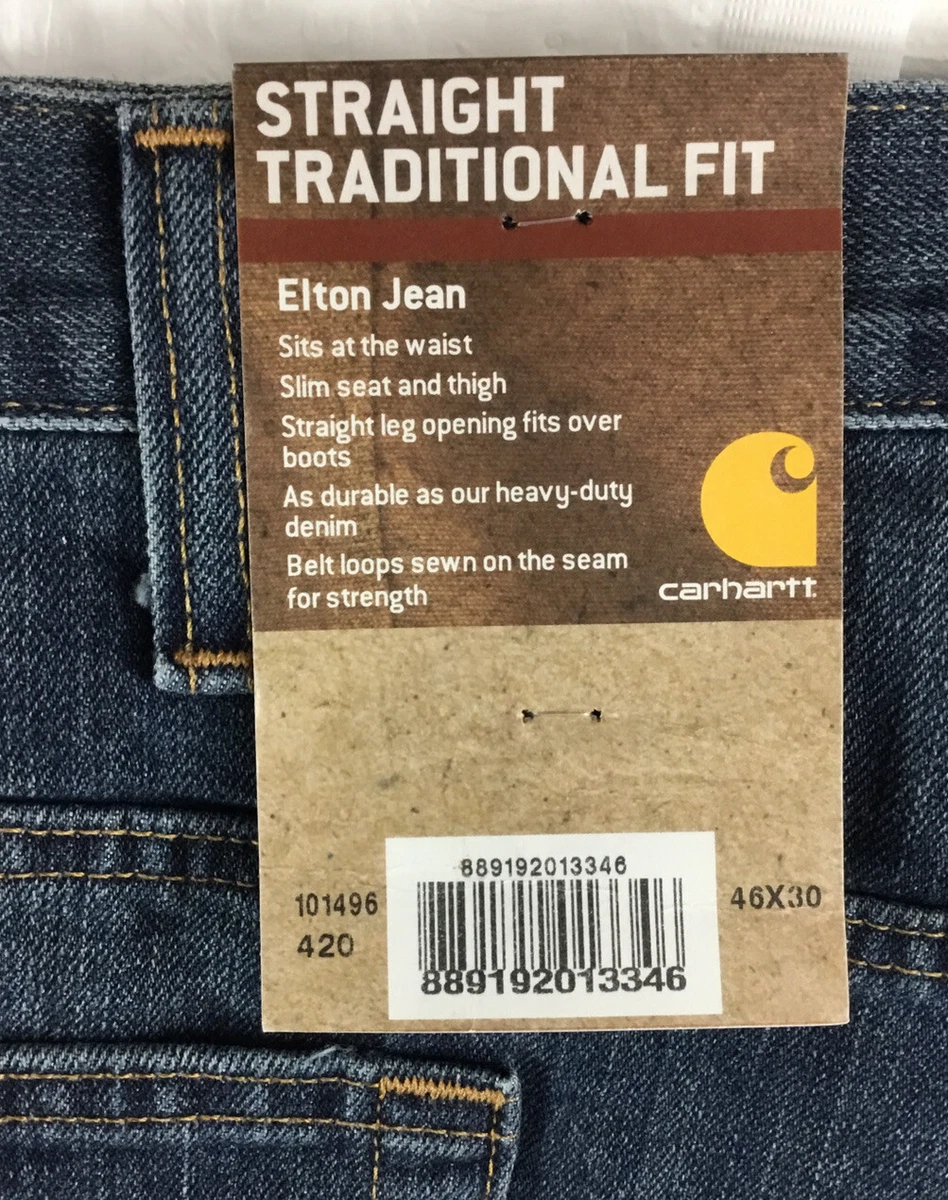 STRAIGHT
TRADITIONAL FIT
Elton Jean
Sits at the waist
Slim seat and thigh
Straight leg opening fits over
boots
As durable as our heavy-duty
denim
Belt loops sewn on the seam
for strength
carhartt
889192013346
101496
420
46X30
889192013346